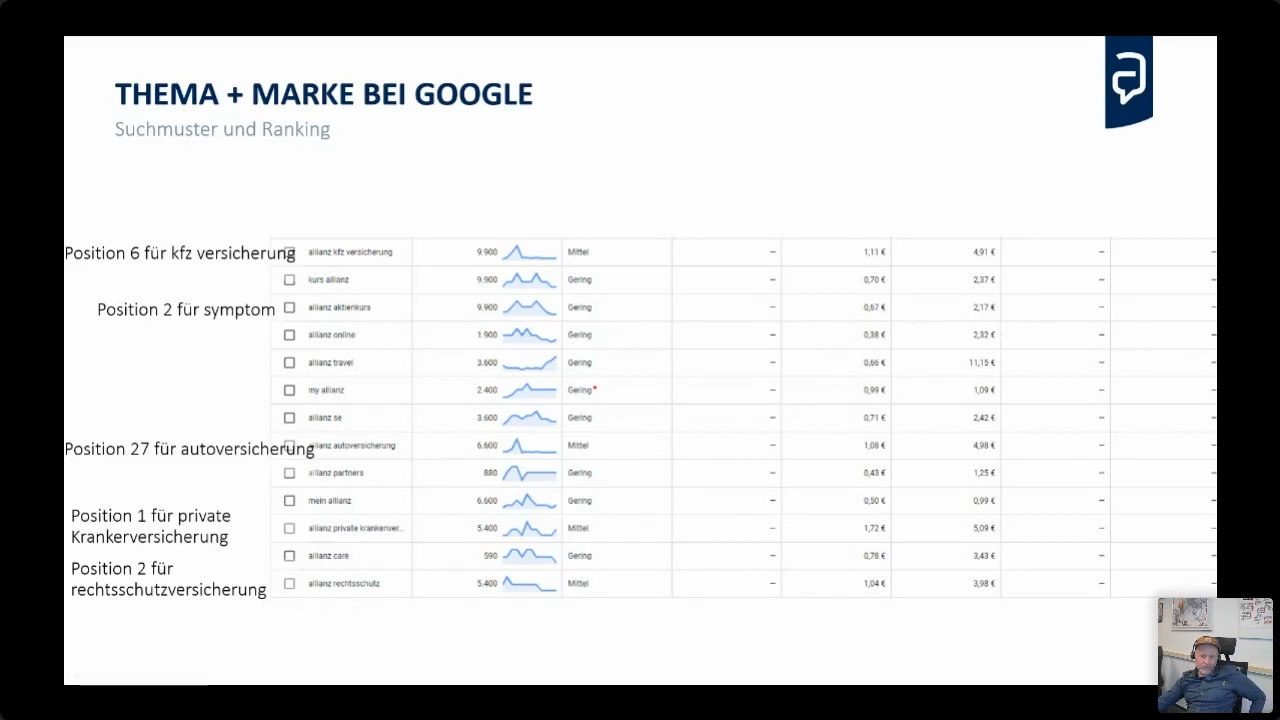 THEMA + MARKE BEI GOOGLE
Suchmuster und Ranking
Position 6 für kfz versicherung
allianz kfz versicherung 9.900 Mittel – 1,11 € 4,91 € – –
kurs allianz 9.900 Gering – 0,70 € 2,37 € – –
Position 2 für symptom
allianz aktienkurs 9.900 Gering – 0,67 € 2,17 € – –
allianz online 1.900 Gering – 0,38 € 2,32 € – –
allianz travel 3.600 Gering – 0,66 € 11,15 € – –
my allianz 2.400 Gering – 0,99 € 1,09 € – –
allianz se 3.600 Gering – 0,71 € 2,42 € – –
Position 27 für autoversicherung
allianz autoversicherung 6.600 Mittel – 1,08 € 4,98 € – –
allianz partners 880 Gering – 0,43 € 1,25 € – –
mein allianz 6.600 Gering – 0,50 € 0,99 € – –
Position 1 für private
Krankerversicherung
allianz private krankenver... 5.400 Mittel – 1,72 € 5,09 € – –
allianz care 590 Gering – 0,78 € 3,43 € – –
Position 2 für
rechtsschutzversicherung
allianz rechtsschutz 5.400 Mittel – 1,04 € 3,98 € – –